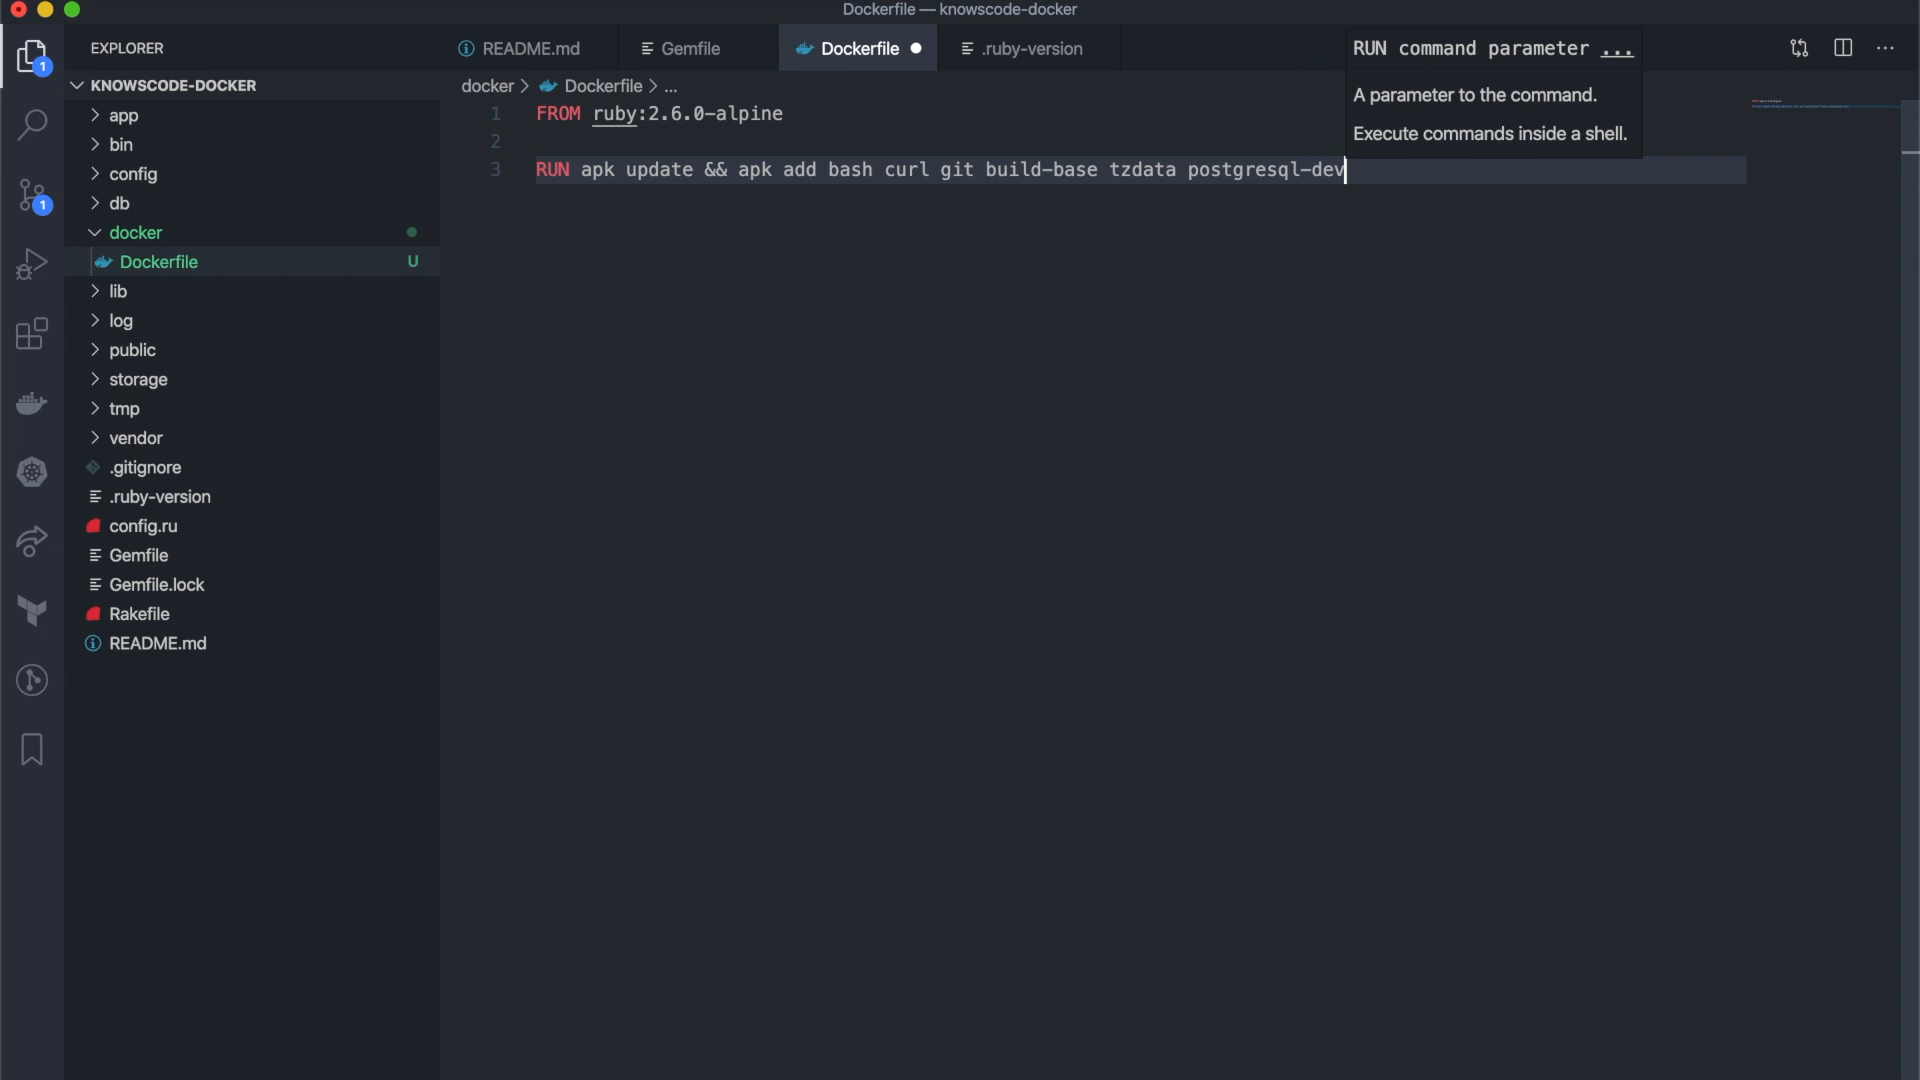 Dockerfile — knowscode-docker
EXPLORER
README.md
Gemfile
Dockerfile
.ruby-version
RUN command parameter ...
A parameter to the command.
Execute commands inside a shell.
1
1
KNOWSCODE-DOCKER
app
bin
config
db
docker
Dockerfile U
lib
log
public
storage
tmp
vendor
.gitignore
.ruby-version
config.ru
Gemfile
Gemfile.lock
Rakefile
README.md
docker > Dockerfile > ...
1 FROM ruby:2.6.0-alpine
2
3 RUN apk update && apk add bash curl git build-base tzdata postgresql-dev